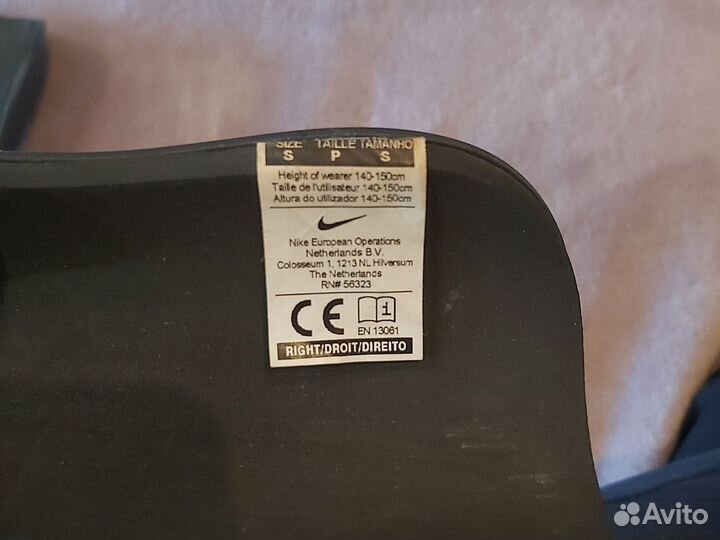 SIZE TAILLE TAMANHO
S P S
Height of wearer 140-150cm
Taille de l'utilisateur 140-150cm
Altura do utilizador 140-150cm
Nike European Operations
Netherlands B.V.
Colosseum 1, 1213 NL Hilversum
The Netherlands
RN# 56323
CE i
EN 13061
RIGHT/DROIT/DIREITO
Avito